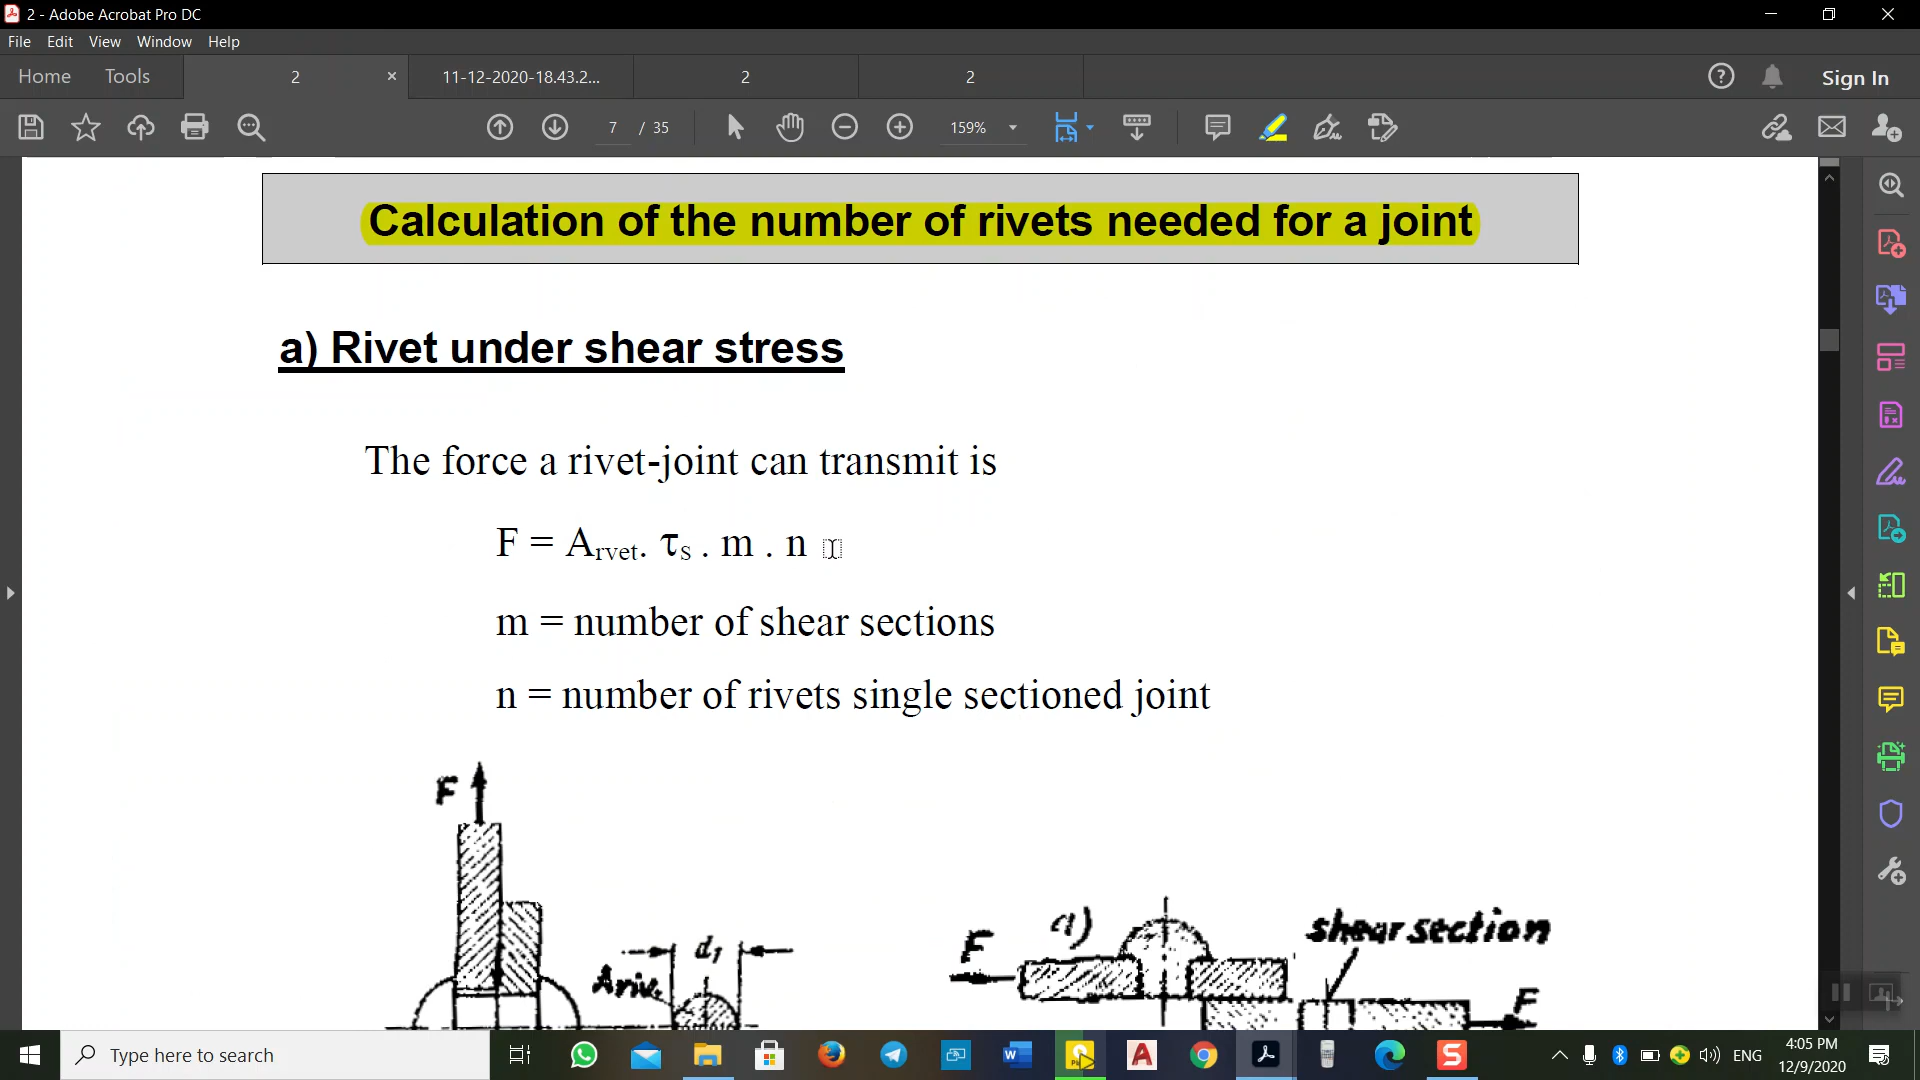 2 - Adobe Acrobat Pro DC
File Edit View Window Help
Home Tools 2 × 11-12-2020-18.43.2... 2 2 Sign In
7 / 35 159%
Calculation of the number of rivets needed for a joint
a) Rivet under shear stress
The force a rivet-joint can transmit is
F = Arvet. τS . m . n
m = number of shear sections
n = number of rivets single sectioned joint
F
d1
Ariv.
a)
F
shear section
F
Type here to search
ENG
4:05 PM
12/9/2020